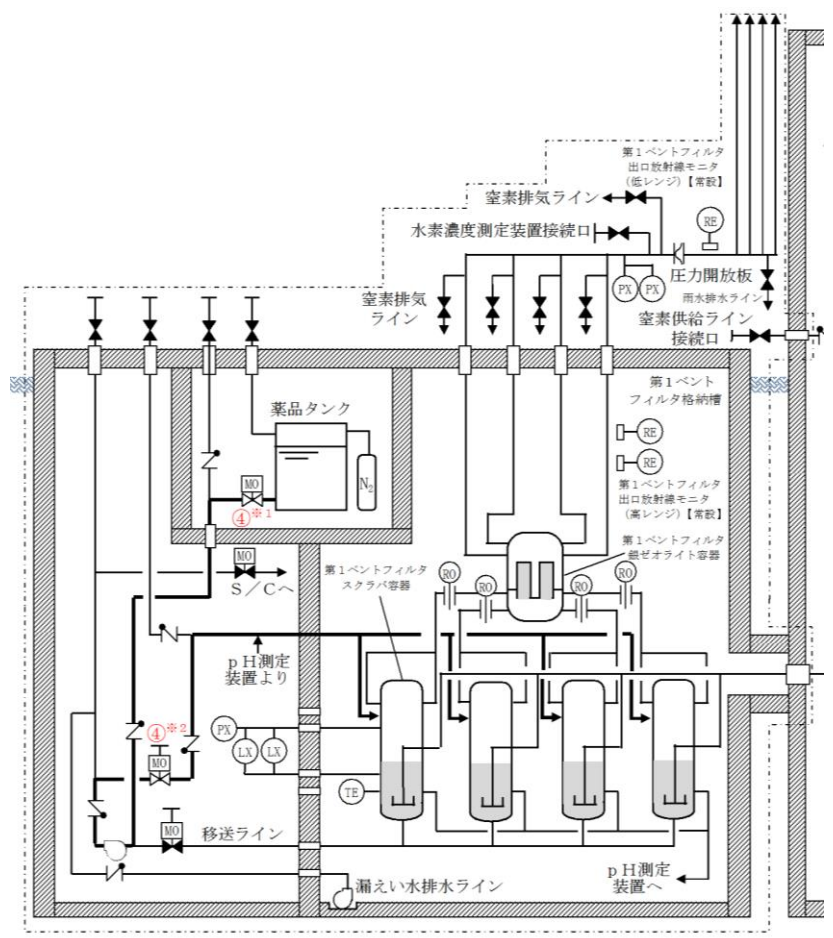 第1ベントフィルタ
出口放射線モニタ
(低レンジ)【常設】
窒素排気ライン
RE
水素濃度測定装置接続口
圧力開放板
PX
PX
雨水排水ライン
窒素排気
ライン
窒素供給ライン
接続口
第1ベント
フィルタ格納槽
薬品タンク
RE
RE
N2
MO
④※1
第1ベントフィルタ
出口放射線モニタ
(高レンジ)【常設】
第1ベントフィルタ
銀ゼオライト容器
MO
S/Cへ
第1ベントフィルタ
スクラバ容器
RO
RO
RO
RO
pH測定
装置より
④※2
PX
LX
LX
MO
TE
MO
移送ライン
漏えい水排水ライン
pH測定
装置へ